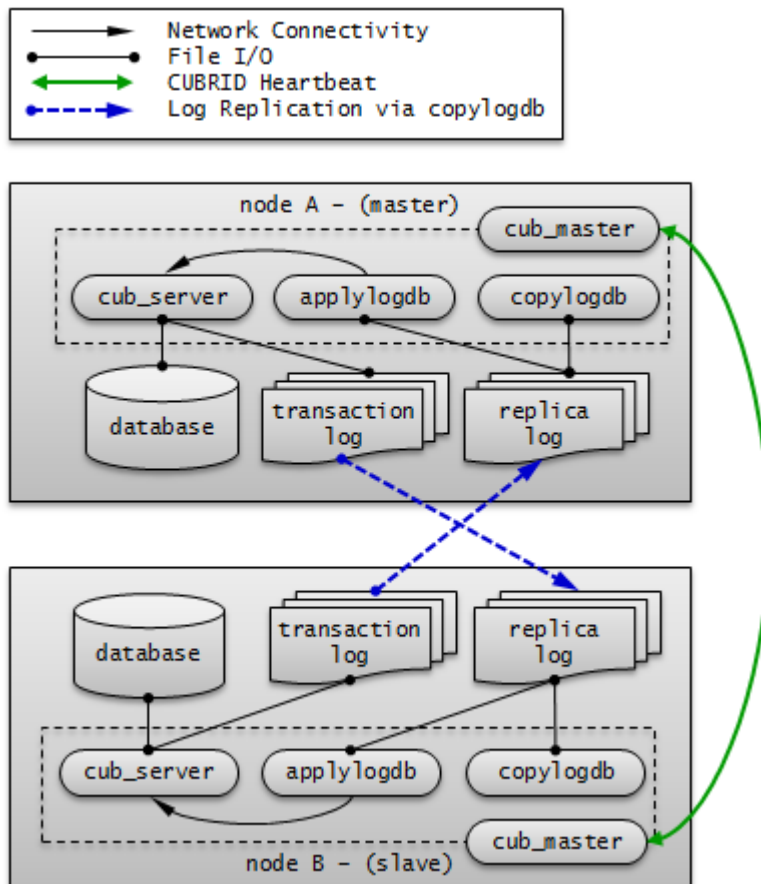 Network Connectivity
File I/O
CUBRID Heartbeat
Log Replication via copylogdb
node A – (master)
cub_master
cub_server
applylogdb
copylogdb
database
transaction
log
replica
log
database
transaction
log
replica
log
cub_server
applylogdb
copylogdb
cub_master
node B – (slave)